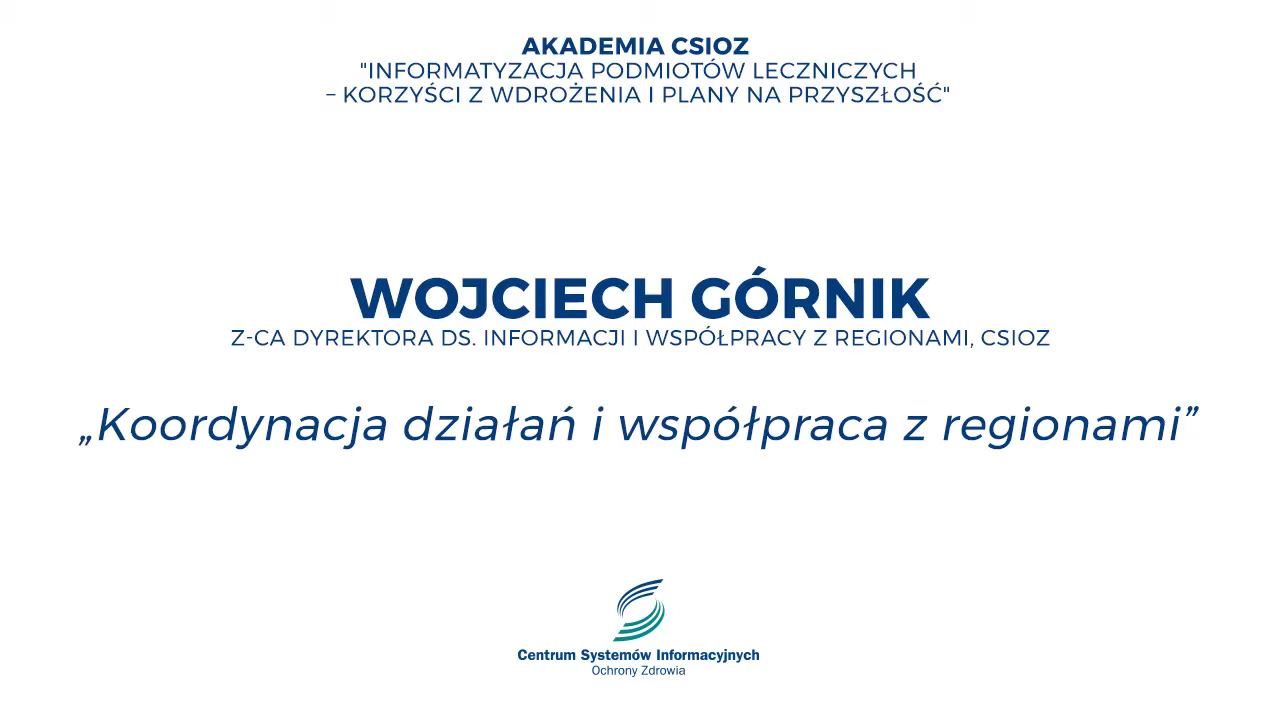 AKADEMIA CSIOZ
"INFORMATYZACJA PODMIOTÓW LECZNICZYCH
– KORZYŚCI Z WDROŻENIA I PLANY NA PRZYSZŁOŚĆ"
WOJCIECH GÓRNIK
Z-CA DYREKTORA DS. INFORMACJI I WSPÓŁPRACY Z REGIONAMI, CSIOZ
„Koordynacja działań i współpraca z regionami”
Centrum Systemów Informacyjnych
Ochrony Zdrowia